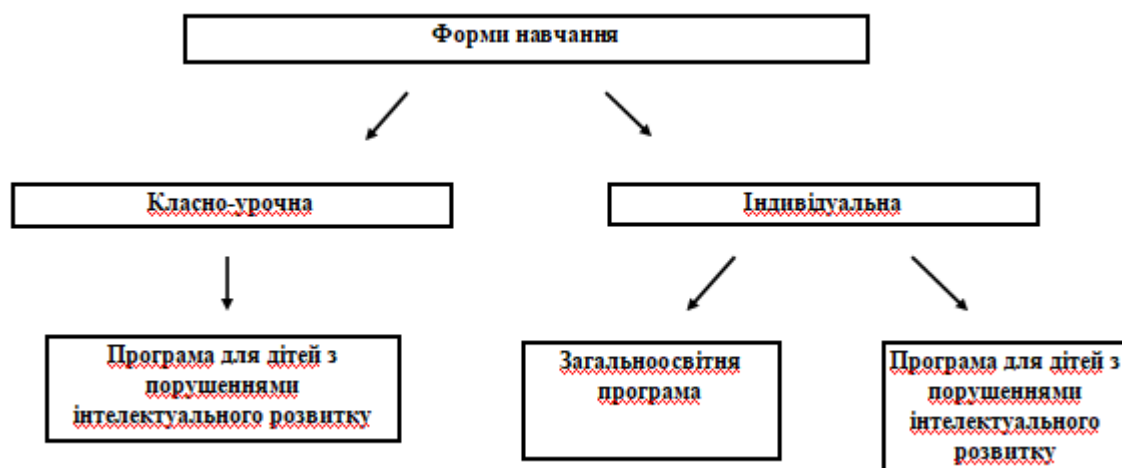 Форми навчання
Класно-урочна
Індивідуальна
Програма для дітей з
порушеннями
інтелектуального розвитку
Загальноосвітня
програма
Програма для дітей з
порушеннями
інтелектуального
розвитку